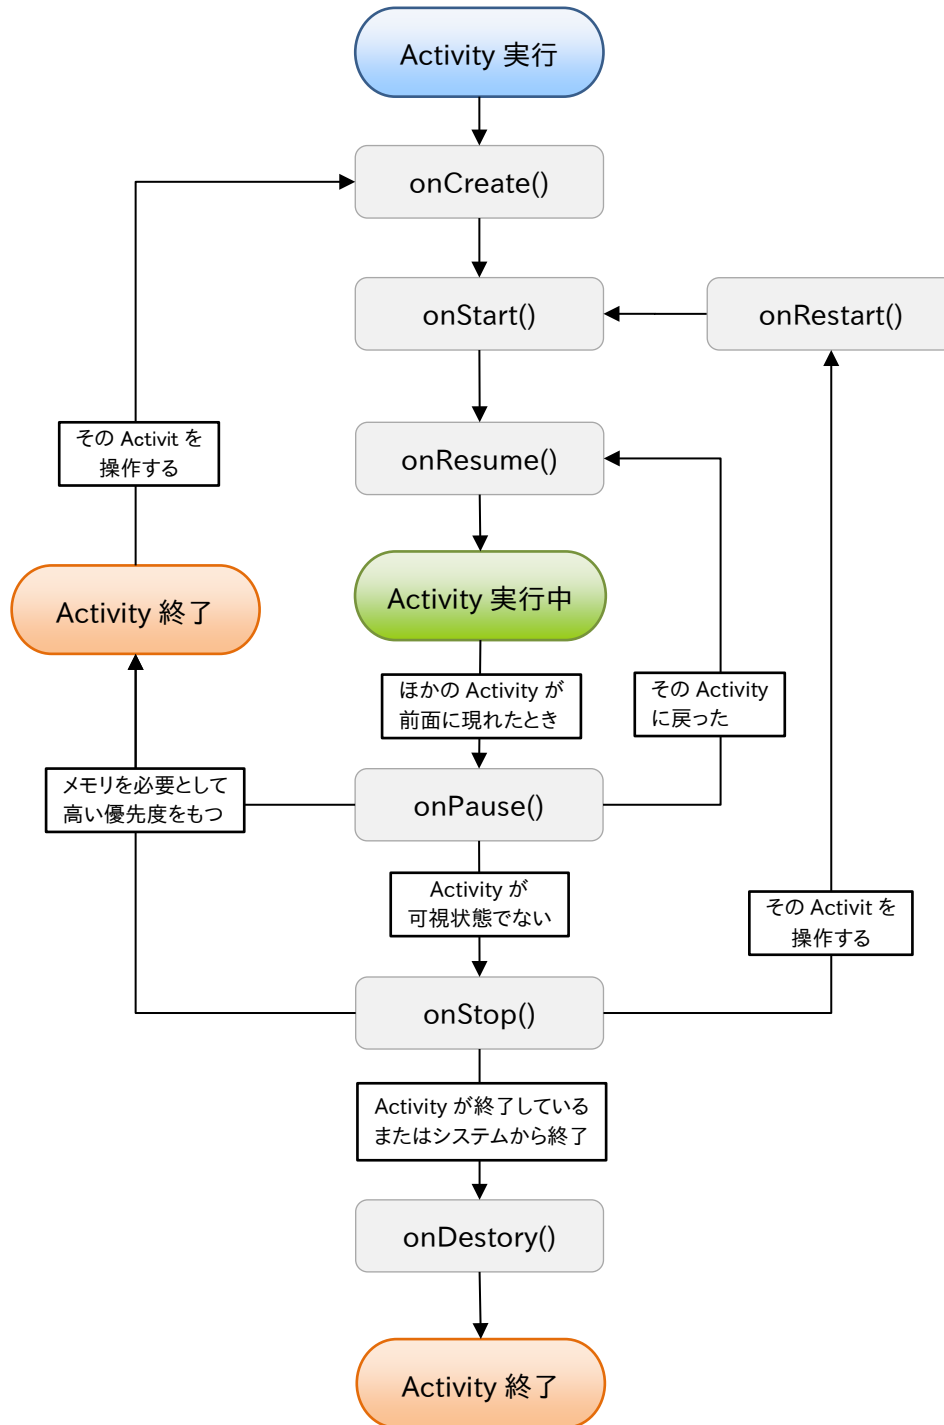 Activity 実行
onCreate()
onStart()
onRestart()
その Activit を
操作する
onResume()
Activity 終了
Activity 実行中
ほかの Activity が
前面に現れたとき
その Activity
に戻った
メモリを必要として
高い優先度をもつ
onPause()
Activity が
可視状態でない
その Activit を
操作する
onStop()
Activity が終了している
またはシステムから終了
onDestory()
Activity 終了